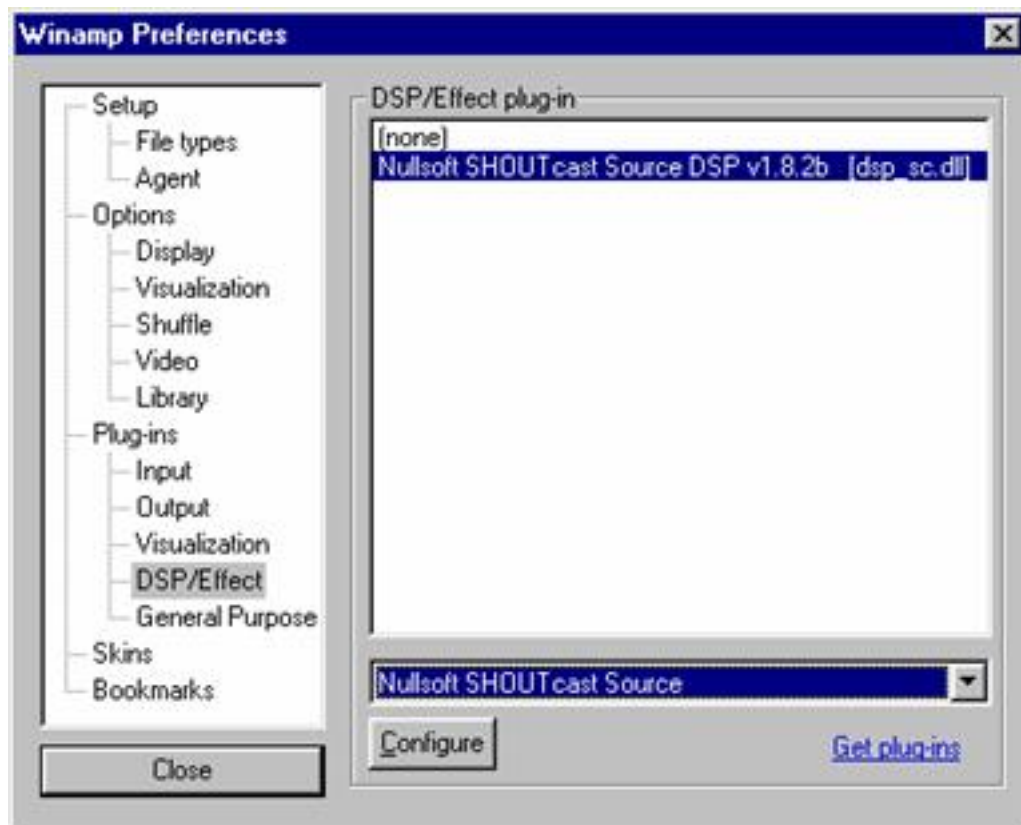 Winamp Preferences
Setup
File types
Agent
Options
Display
Visualization
Shuffle
Video
Library
Plug-ins
Input
Output
Visualization
DSP/Effect
General Purpose
Skins
Bookmarks
Close
DSP/Effect plug-in
(none)
Nullsoft SHOUTcast Source DSP v1.8.2b [dsp_sc.dll]
Nullsoft SHOUTcast Source
Configure
Get plug-ins